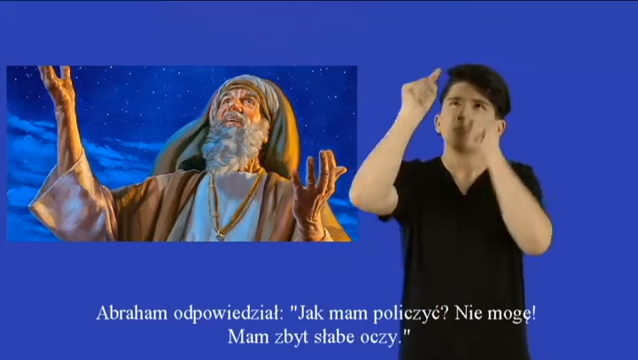 Abraham odpowiedział: "Jak mam policzyć? Nie mogę!
Mam zbyt słabe oczy."